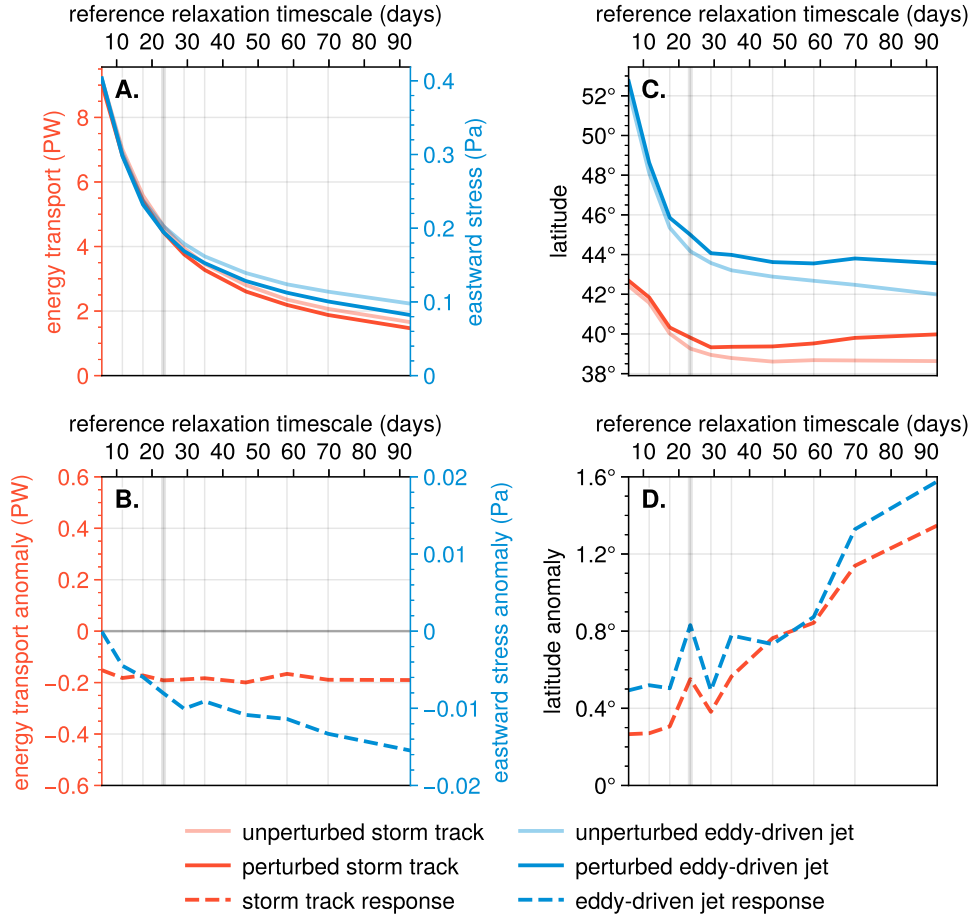 reference relaxation timescale (days)
10 20 30 40 50 60 70 80 90
A.
energy transport (PW)
8
6
4
2
0
0.4
0.3
0.2
0.1
0
eastward stress (Pa)
reference relaxation timescale (days)
10 20 30 40 50 60 70 80 90
C.
latitude
52°
50°
48°
46°
44°
42°
40°
38°
reference relaxation timescale (days)
10 20 30 40 50 60 70 80 90
B.
energy transport anomaly (PW)
0.6
0.4
0.2
0
−0.2
−0.4
−0.6
0.02
0.01
0
−0.01
−0.02
eastward stress anomaly (Pa)
reference relaxation timescale (days)
10 20 30 40 50 60 70 80 90
D.
latitude anomaly
1.6°
1.2°
0.8°
0.4°
0°
unperturbed storm track
perturbed storm track
storm track response
unperturbed eddy-driven jet
perturbed eddy-driven jet
eddy-driven jet response